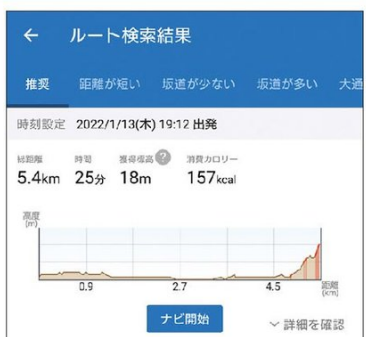 ← ルート検索結果
推奨 距離が短い 坂道が少ない 坂道が多い 大通
時刻設定 2022/1/13(木) 19:12 出発
総距離 時間 獲得標高 ? 消費カロリー
5.4km 25分 18m 157kcal
高度
(m)
0.9 2.7 4.5 距離
(km)
ナビ開始
詳細を確認